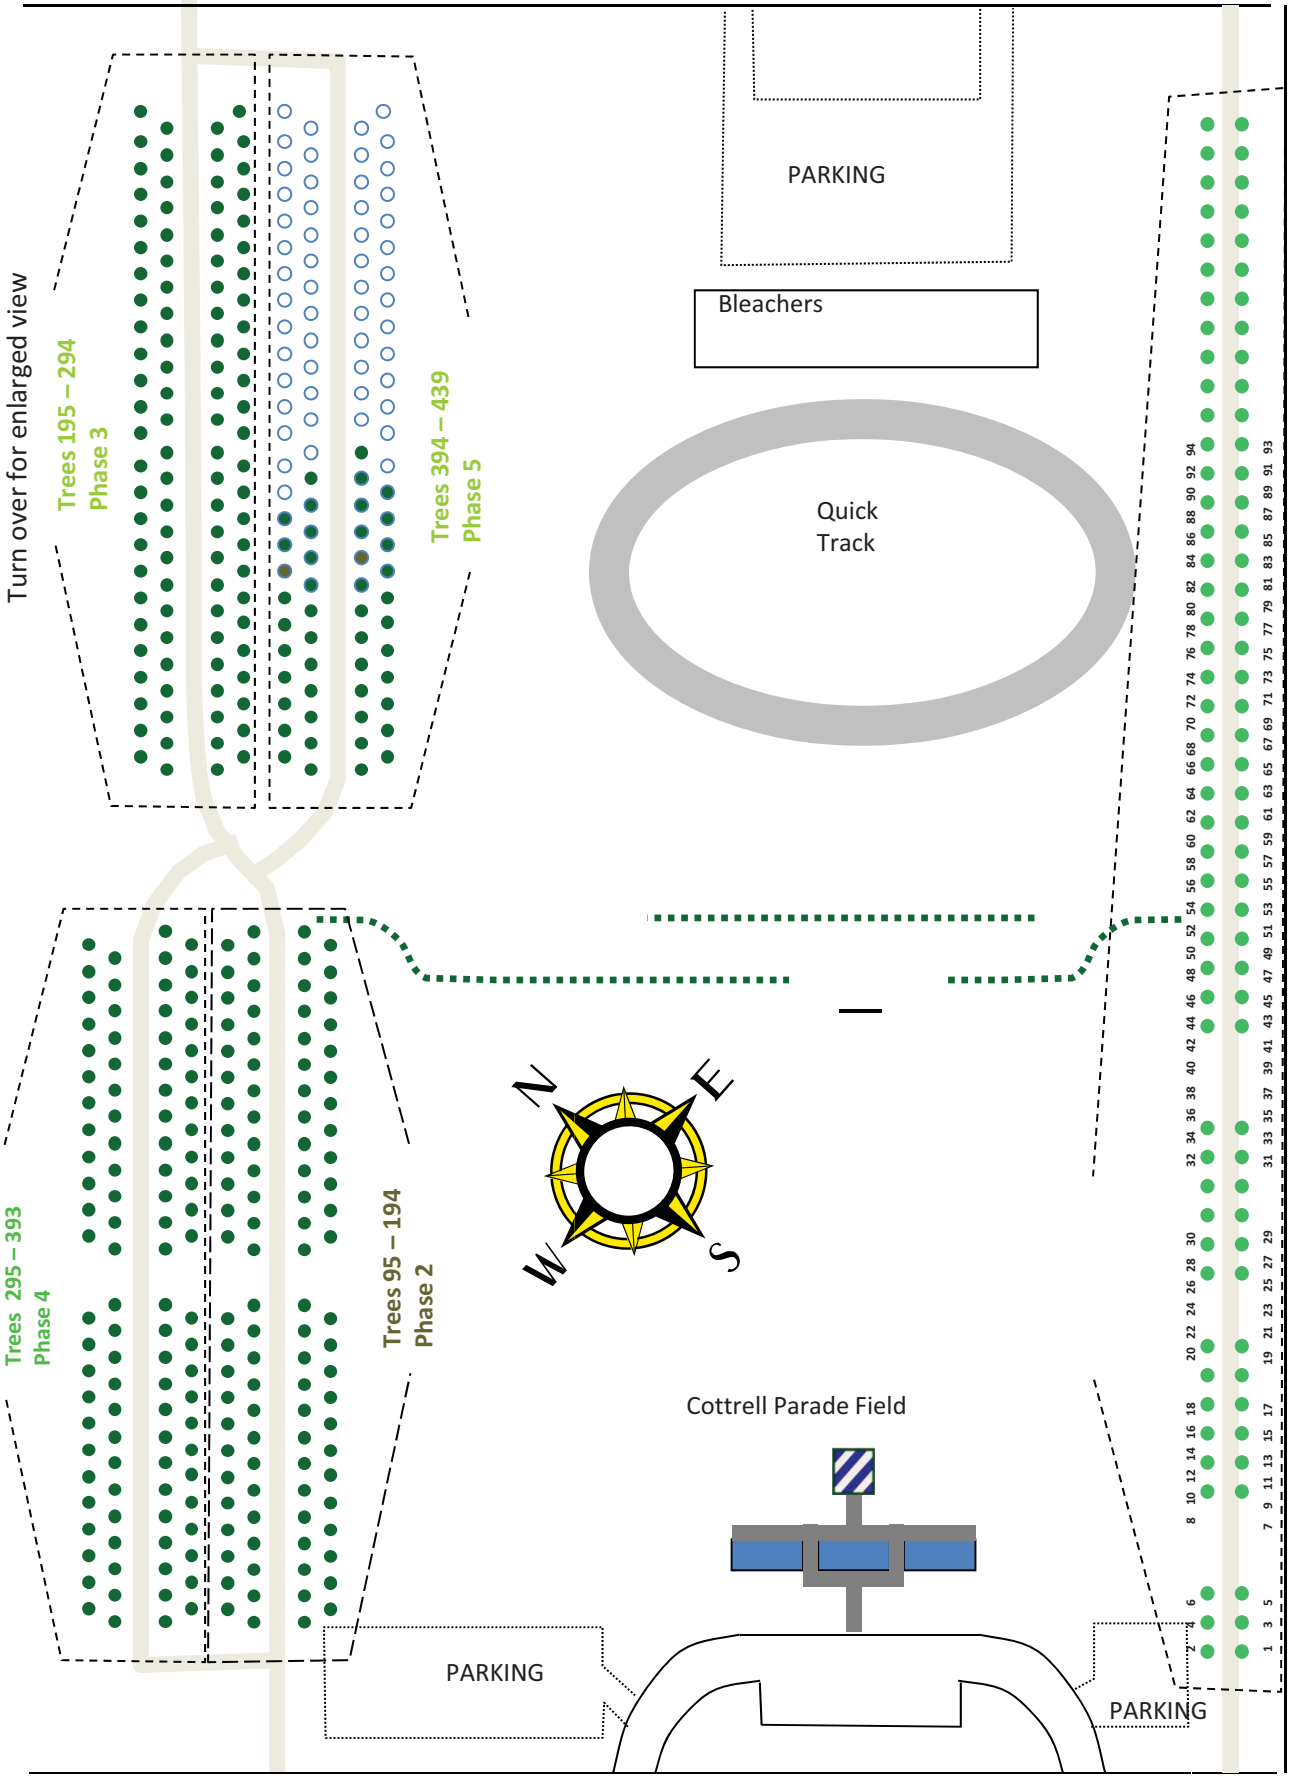 PARKING
Bleachers
Turn over for enlarged view
Trees 195 – 294
Phase 3
Trees 394 – 439
Phase 5
Quick
Track
94 93
92 91
90 89
88 87
86 85
84 83
82 81
80 79
78 77
76 75
74 73
72 71
70 69
68 67
66 65
64 63
62 61
60 59
58 57
56 55
54 53
52 51
50 49
48 47
46 45
44 43
42 41
40 39
38 37
36 35
34 33
32 31
30 29
28 27
26 25
24 23
22 21
20 19
18 17
16 15
14 13
12 11
10 9
8 7
6 5
4 3
2 1
N
E
W
S
Trees 295 – 393
Phase 4
Trees 95 – 194
Phase 2
Cottrell Parade Field
PARKING
PARKING